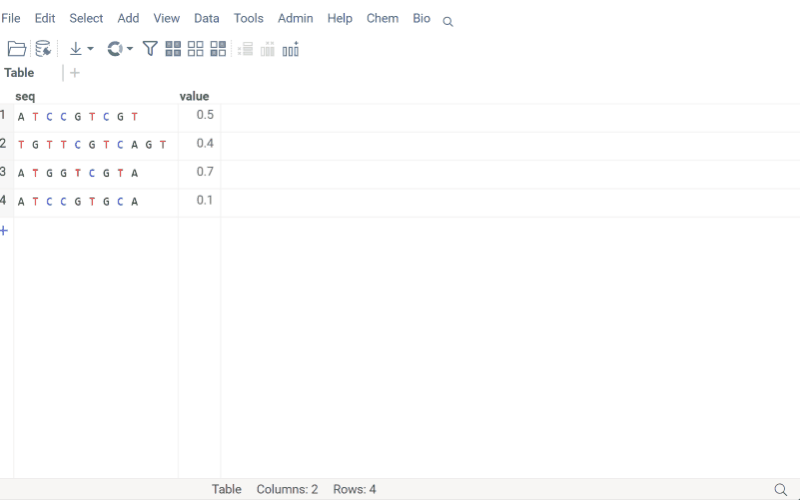 File Edit Select Add View Data Tools Admin Help Chem Bio
Table
seq value
1 A T C C G T C G T 0.5
2 T G T T C G T C A G T 0.4
3 A T G G T C G T A 0.7
4 A T C C G T G C A 0.1
Table Columns: 2 Rows: 4